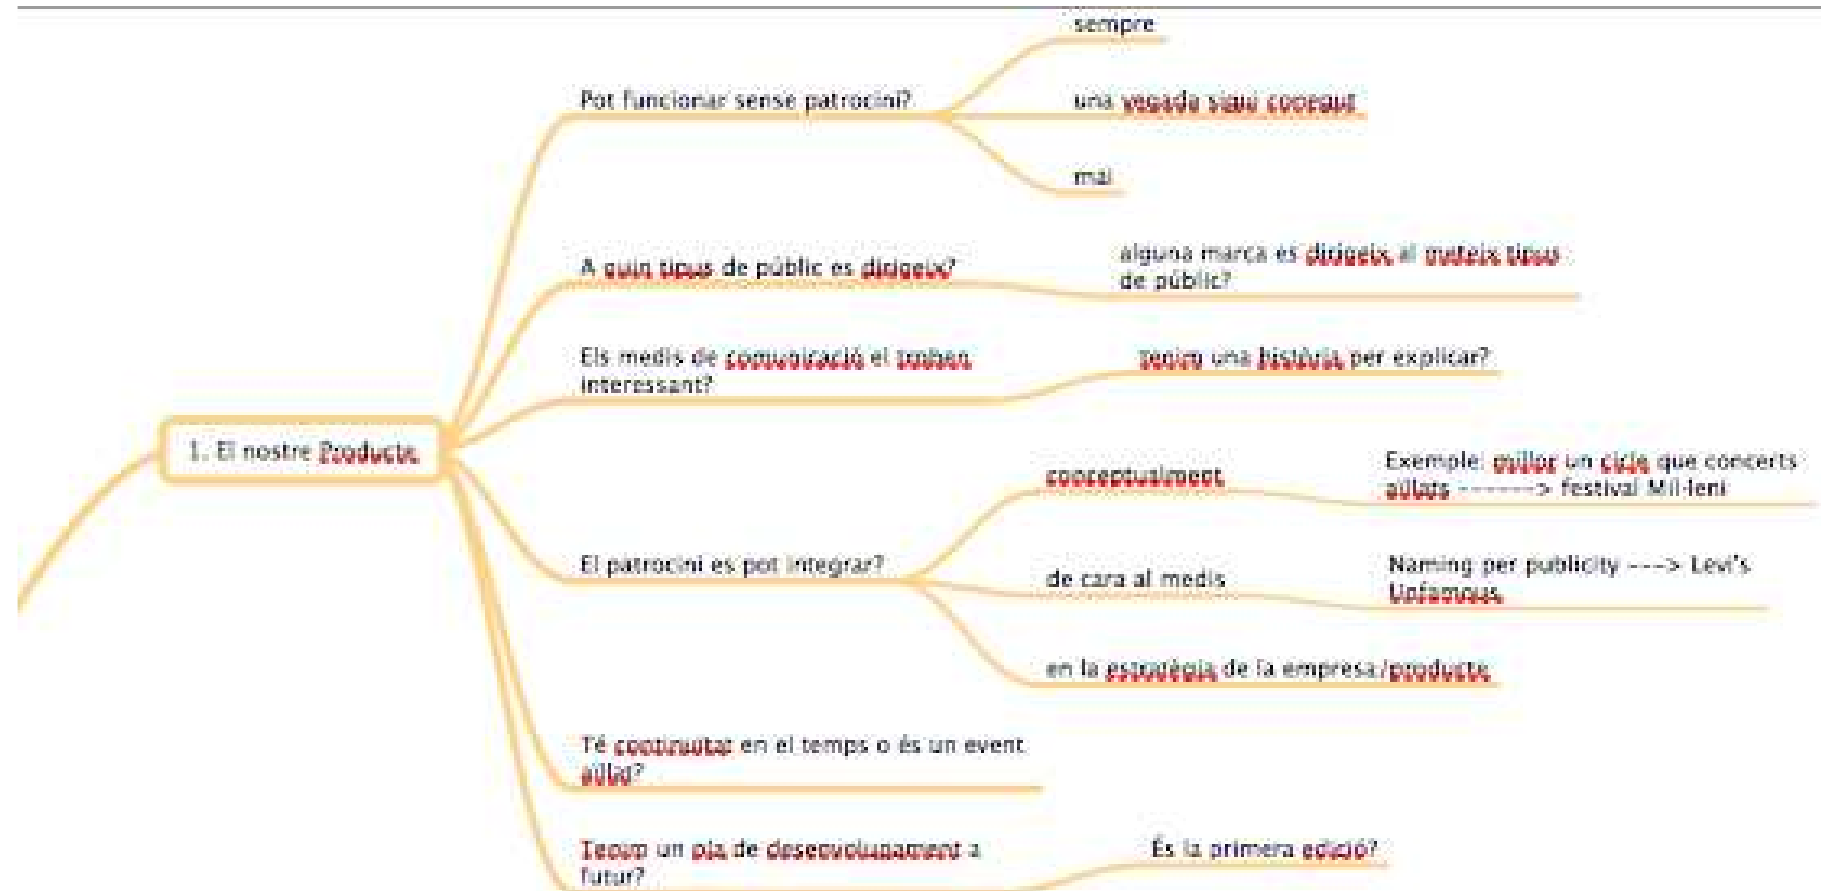 sempre
Pot funcionar sense patrocini?
una vegada sigui conegut
mai
A quin tipus de públic es dirigeix?
alguna marca es dirigeix al mateix tipus
de públic?
Els medis de comunicació el troben
interessant?
tenim una història per explicar?
1. El nostre Producte
conceptualment
Exemple: millor un cicle que concerts
aïllats ------> festival Mil·leni
El patrocini es pot integrar?
de cara al medis
Naming per publicity ---> Levi's
Unfamous
en la estratègia de la empresa/producte
Té continuïtat en el temps o és un event
aïllat?
Tenim un pla de desenvolupament a
futur?
És la primera edició?